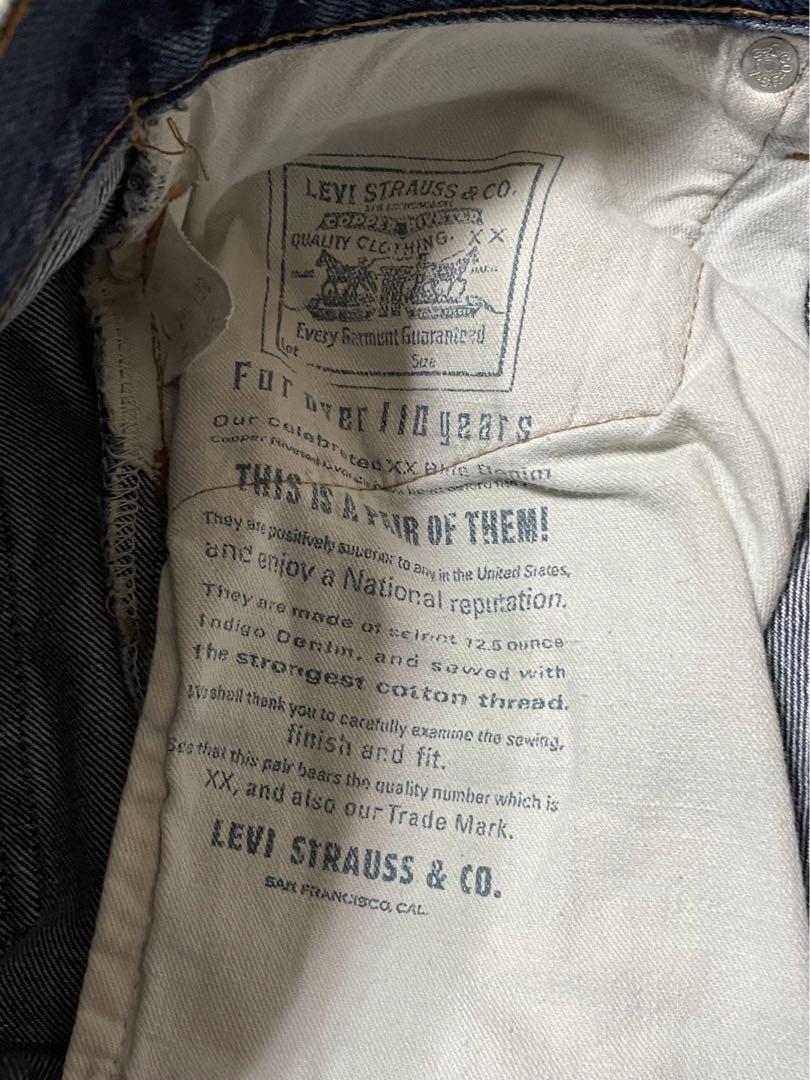 LEVI STRAUSS & CO.
QUALITY CLOTHING. X X
Every Garment Guaranteed
Lot Size
For over 110 years
Our Celebrated XX Blue Denim
Copper Riveted
THIS IS A PAIR OF THEM!
They are positively superior to any in the United States,
and enjoy a National reputation.
They are made of select 12.5 ounce
Indigo Denim, and sewed with
the strongest cotton thread.
We shall thank you to carefully examine the sewing,
finish and fit.
See that this pair bears the quality number which is
XX, and also our Trade Mark.
LEVI STRAUSS & CO.
SAN FRANCISCO, CAL.